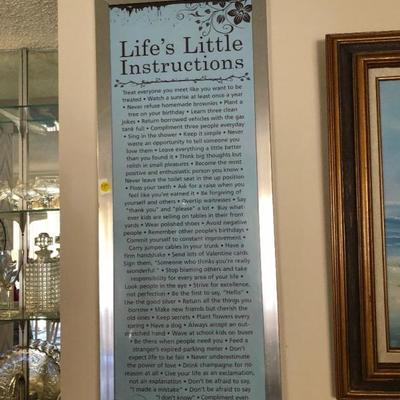 Life's Little
Instructions
Treat everyone you meet like you want to be
treated • Watch a sunrise at least once a year
• Never refuse homemade brownies • Plant a
tree on your birthday • Learn three clean
jokes • Return borrowed vehicles with the gas
tank full • Compliment three people everyday
• Sing in the shower • Keep it simple • Never
waste an opportunity to tell someone you
love them • Leave everything a little better
than you found it • Think big thoughts but
relish in small pleasures • Become the most
positive and enthusiastic person you know •
Never leave the toilet seat in the up position
• Floss your teeth • Ask for a raise when you
feel like you've earned it • Be forgiving of
yourself and others • Overtip waitresses • Say
"thank you" and "please" a lot • Buy what-
ever kids are selling on tables in their front
yards • Wear polished shoes • Avoid negative
people • Remember other people's birthdays •
Commit yourself to constant improvement •
Carry jumper cables in your trunk • Have a
firm handshake • Send lots of Valentine cards.
Sign them, "Someone who thinks you're really
wonderful." • Stop blaming others and take
responsibility for every area of your life •
Look people in the eye • Strive for excellence,
not perfection • Be the first to say, "Hello" •
Use the good silver • Return all the things you
borrow • Make new friends but cherish the
old ones • Keep secrets • Plant flowers every
spring • Have a dog • Always accept an out-
stretched hand • Wave at school kids on buses
• Be there when people need you • Feed a
stranger's expired parking meter • Don't
expect life to be fair • Never underestimate
the power of love • Drink champagne for no
reason at all • Live your life as an exclamation,
not an explanation • Don't be afraid to say,
"I made a mistake" • Don't be afraid to say
"I don't know" • Compliment even